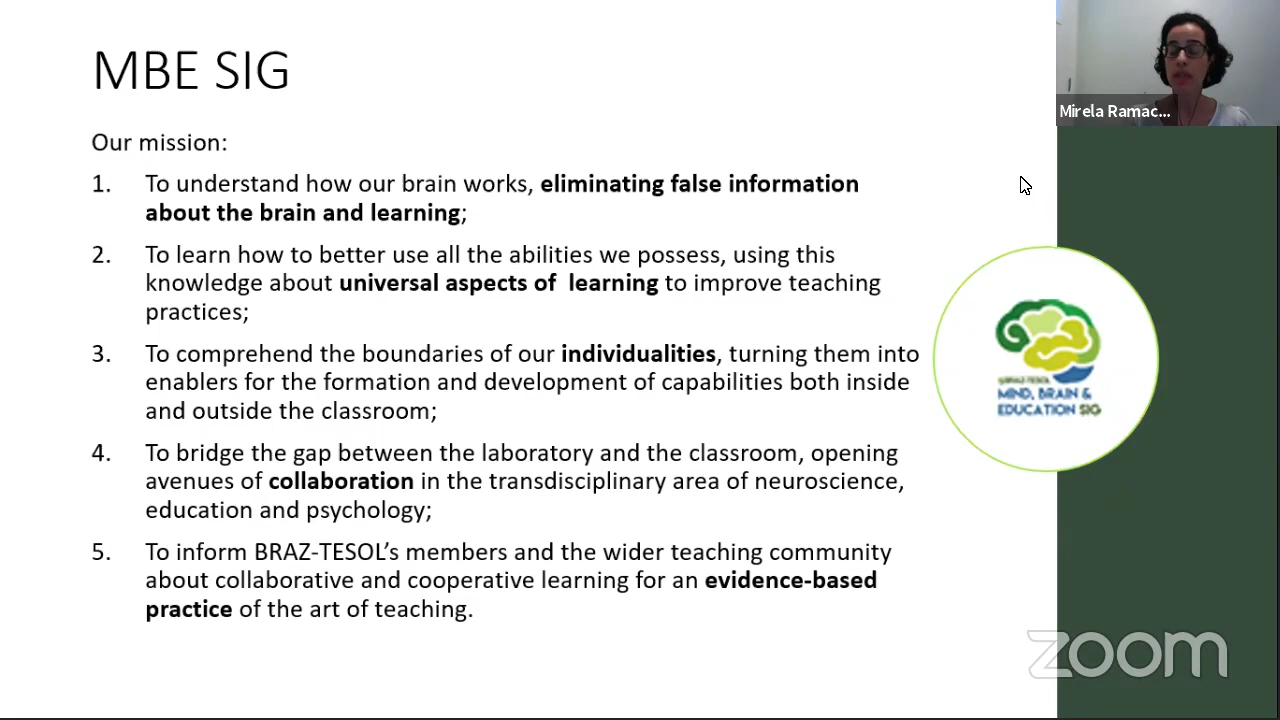 MBE SIG
Mirela Ramac...
Our mission:
1. To understand how our brain works, eliminating false information
about the brain and learning;
2. To learn how to better use all the abilities we possess, using this
knowledge about universal aspects of  learning to improve teaching
practices;
3. To comprehend the boundaries of our individualities, turning them into
enablers for the formation and development of capabilities both inside
and outside the classroom;
4. To bridge the gap between the laboratory and the classroom, opening
avenues of collaboration in the transdisciplinary area of neuroscience,
education and psychology;
5. To inform BRAZ-TESOL’s members and the wider teaching community
about collaborative and cooperative learning for an evidence-based
practice of the art of teaching.
BRAZ-TESOL
MIND, BRAIN &
EDUCATION SIG
zoom